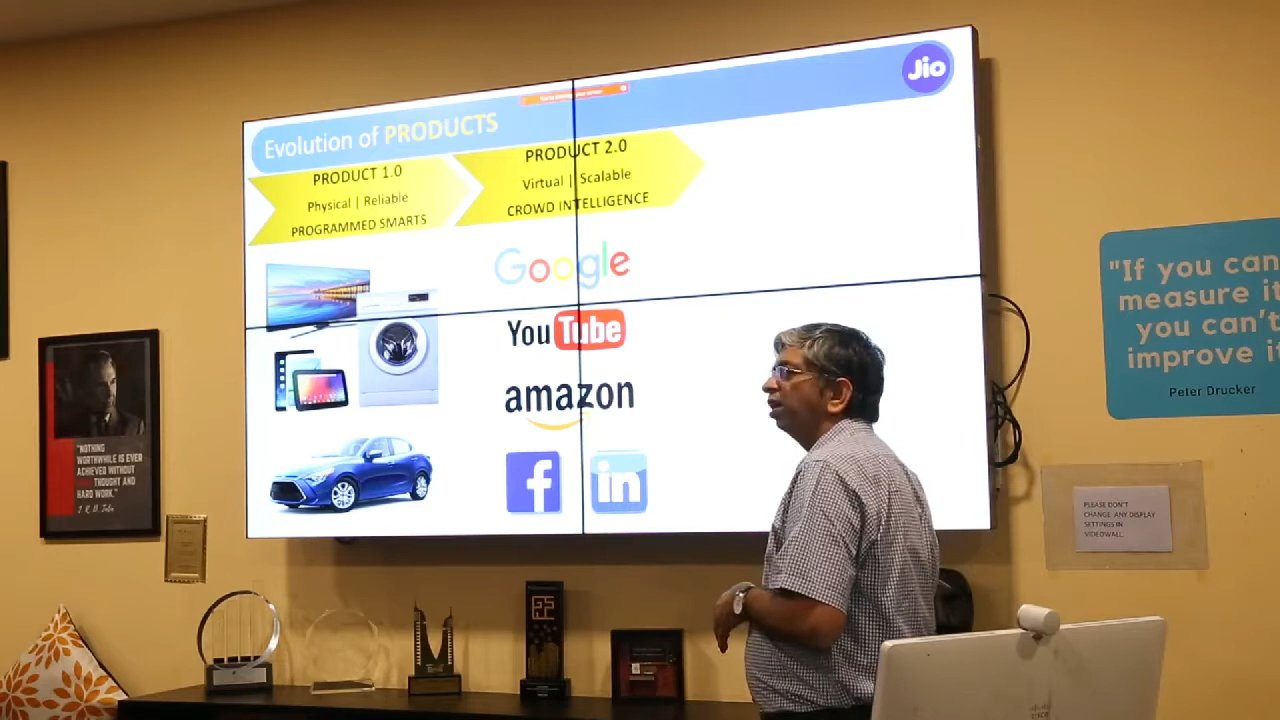 Jio
Evolution of PRODUCTS
PRODUCT 1.0
Physical | Reliable
PROGRAMMED SMARTS
PRODUCT 2.0
Virtual | Scalable
CROWD INTELLIGENCE
Google
YouTube
amazon
f
in
"If you can
measure it
you can't
improve it
Peter Drucker
"NOTHING
WORTHWHILE IS EVER
ACHIEVED WITHOUT
THOUGHT AND
HARD WORK."
J. R. D. Tata
PLEASE DON'T
CHANGE ANY DISPLAY
SETTINGS IN
VIDEOWALL.
CISCO